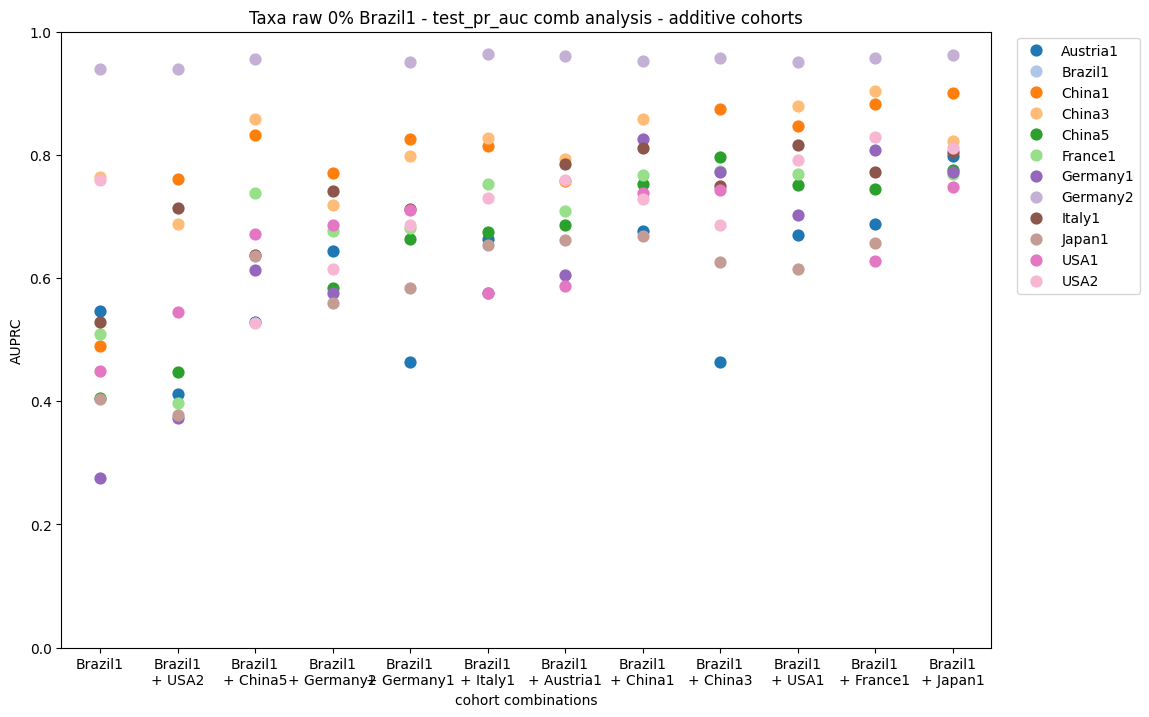 Taxa raw 0% Brazil1 - test_pr_auc comb analysis - additive cohorts
1.0
0.8
0.6
0.4
0.2
0.0
AUPRC
Brazil1
Brazil1
+ USA2
Brazil1
+ China5
Brazil1
+ Germany2
Brazil1
+ Germany1
Brazil1
+ Italy1
Brazil1
+ Austria1
Brazil1
+ China1
Brazil1
+ China3
Brazil1
+ USA1
Brazil1
+ France1
Brazil1
+ Japan1
cohort combinations
Austria1
Brazil1
China1
China3
China5
France1
Germany1
Germany2
Italy1
Japan1
USA1
USA2